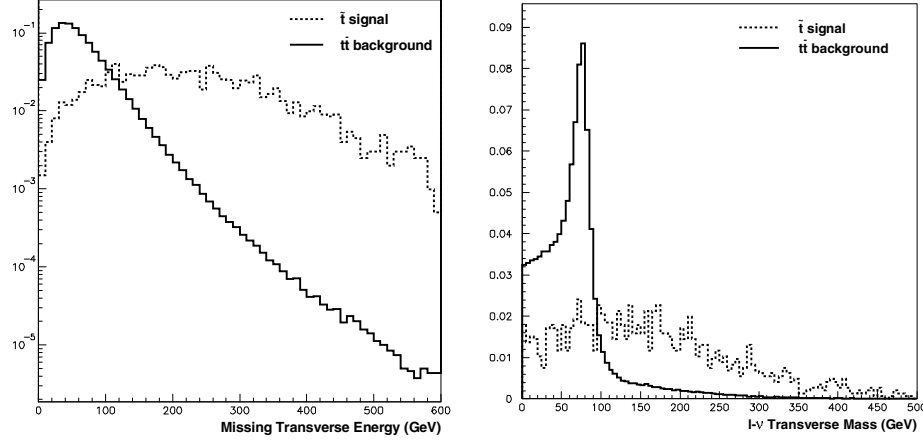 t̃ signal
tt̄ background
10⁻¹
10⁻²
10⁻³
10⁻⁴
10⁻⁵
0 100 200 300 400 500 600
Missing Transverse Energy (GeV)
t̃ signal
tt̄ background
0.09
0.08
0.07
0.06
0.05
0.04
0.03
0.02
0.01
0
0 50 100 150 200 250 300 350 400 450 500
l-ν Transverse Mass (GeV)